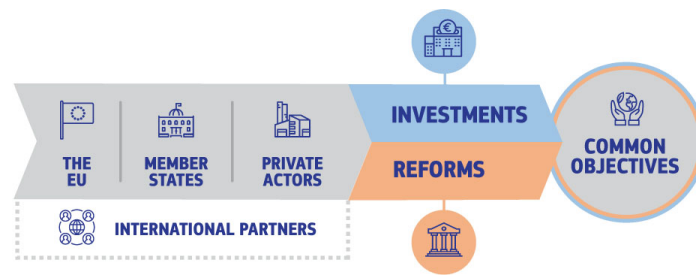 THE
EU
MEMBER
STATES
PRIVATE
ACTORS
INTERNATIONAL PARTNERS
INVESTMENTS
REFORMS
COMMON
OBJECTIVES